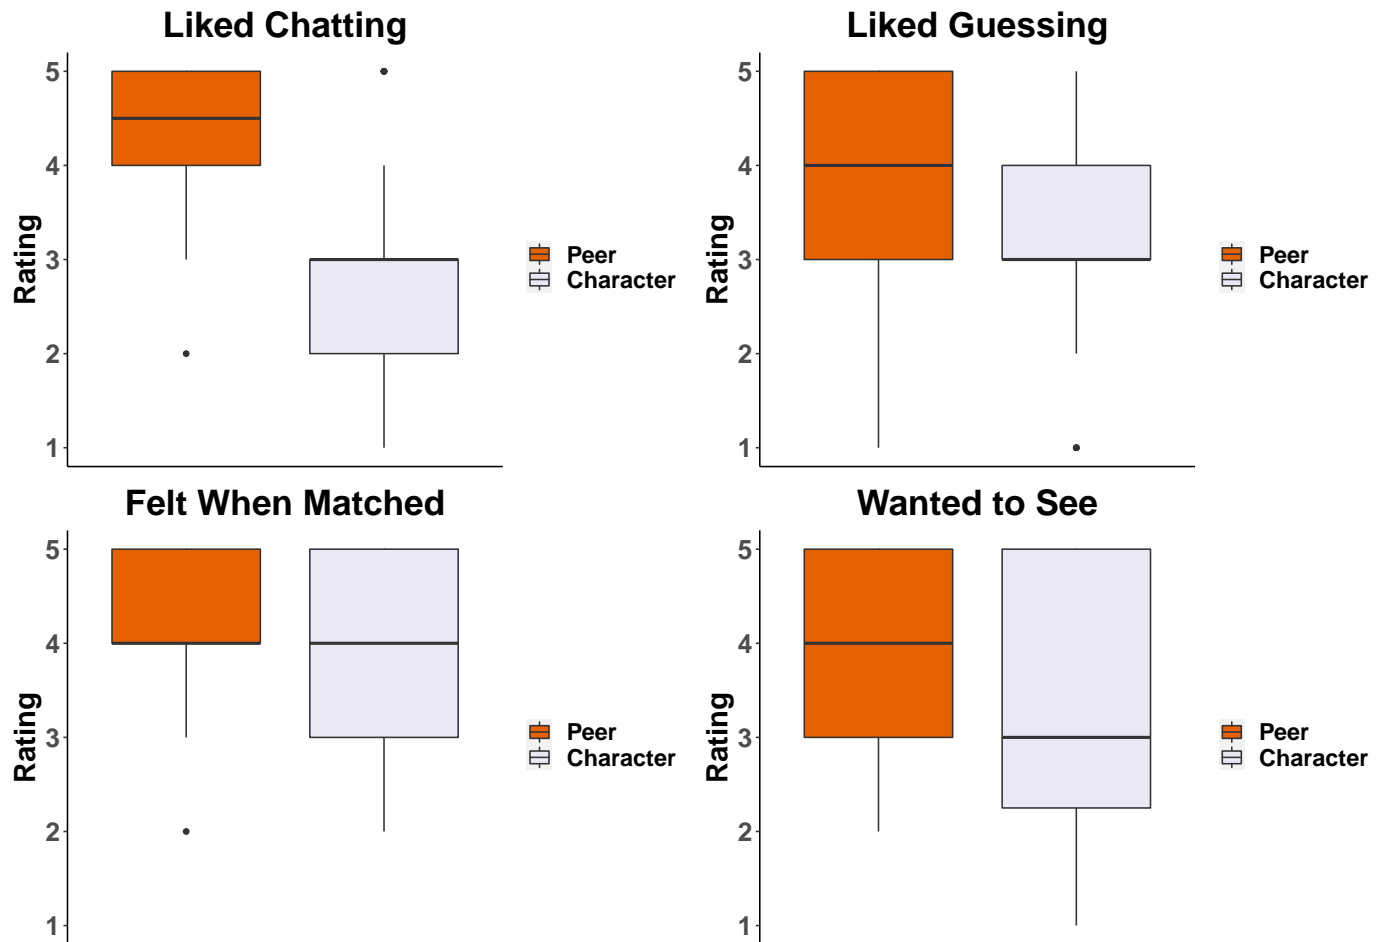 Liked Chatting
Rating
5
4
3
2
1
Peer
Character
Liked Guessing
Rating
5
4
3
2
1
Peer
Character
Felt When Matched
Rating
5
4
3
2
1
Peer
Character
Wanted to See
Rating
5
4
3
2
1
Peer
Character